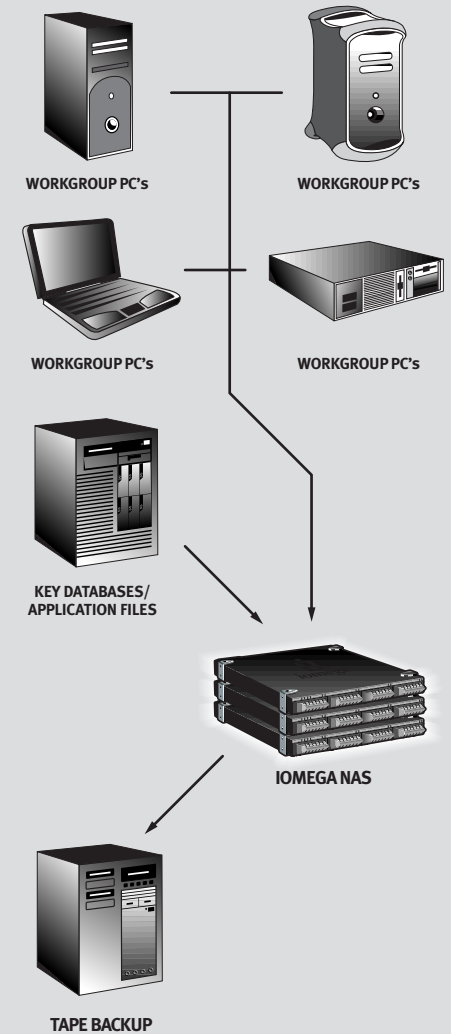 WORKGROUP PC's
WORKGROUP PC's
WORKGROUP PC's
WORKGROUP PC's
KEY DATABASES/
APPLICATION FILES
IOMEGA NAS
TAPE BACKUP